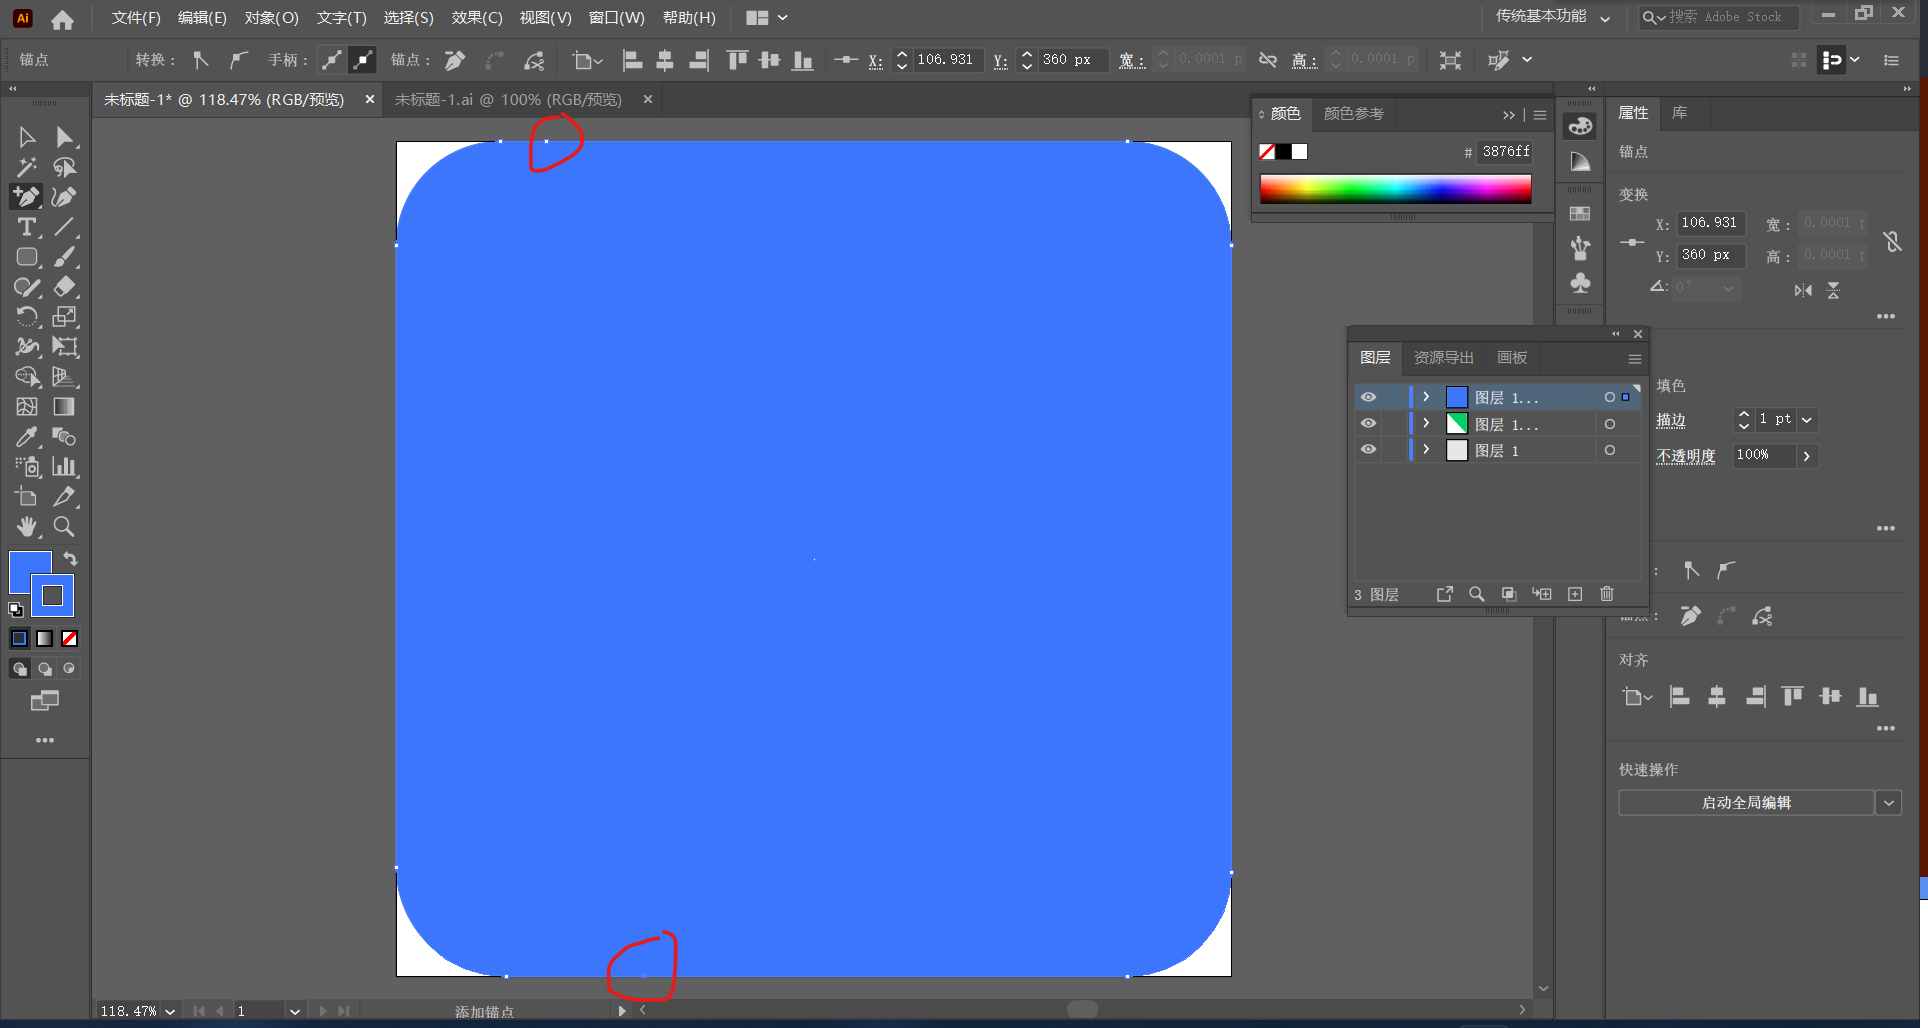 Ai 文件(F) 编辑(E) 对象(O) 文字(T) 选择(S) 效果(C) 视图(V) 窗口(W) 帮助(H) 传统基本功能 搜索 Adobe Stock
锚点 转换： 手柄： 锚点： X: 106.931 Y: 360 px 宽： 0.0001 p 高： 0.0001 p
未标题-1* @ 118.47% (RGB/预览) × 未标题-1.ai @ 100% (RGB/预览) ×
颜色 颜色参考
# 3876ff
属性 库
锚点
变换
X: 106.931 宽：0.0001 p
Y: 360 px 高：0.0001 p
0°
图层 资源导出 画板
图层 1...
图层 1...
图层 1
3 图层
填色
描边 1 pt
不透明度 100%
对齐
快速操作
启动全局编辑
118.47% 1 添加锚点